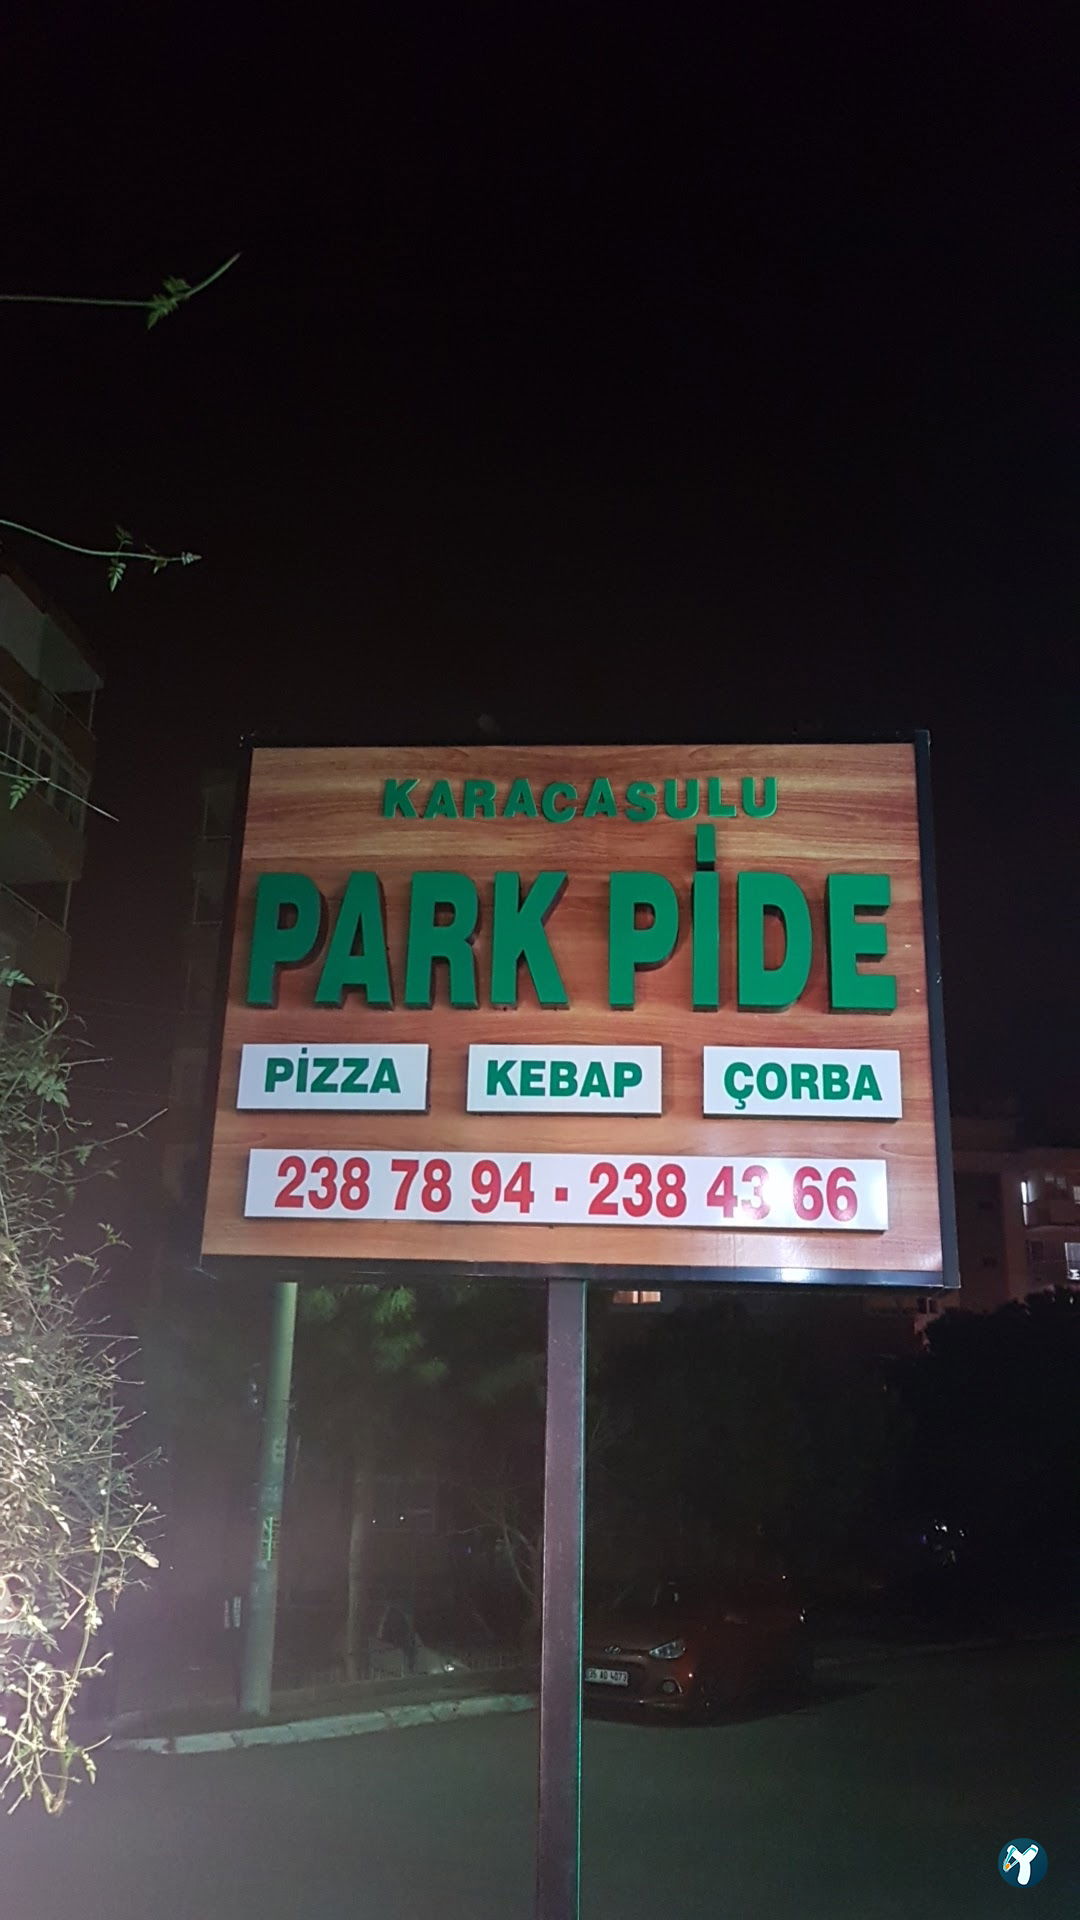 KARACASULU
PARK PİDE
PİZZA KEBAP ÇORBA
238 78 94 - 238 43 66